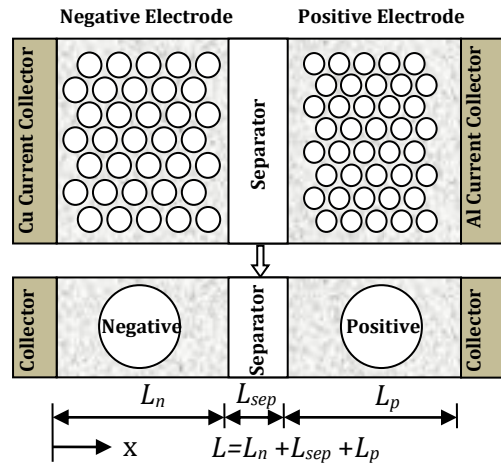 Negative Electrode
Positive Electrode
Cu Current Collector
Separator
Al Current Collector
Collector
Negative
Separator
Positive
Collector
Lₙ
Lₛₑₚ
Lₚ
x
L=Lₙ +Lₛₑₚ +Lₚ